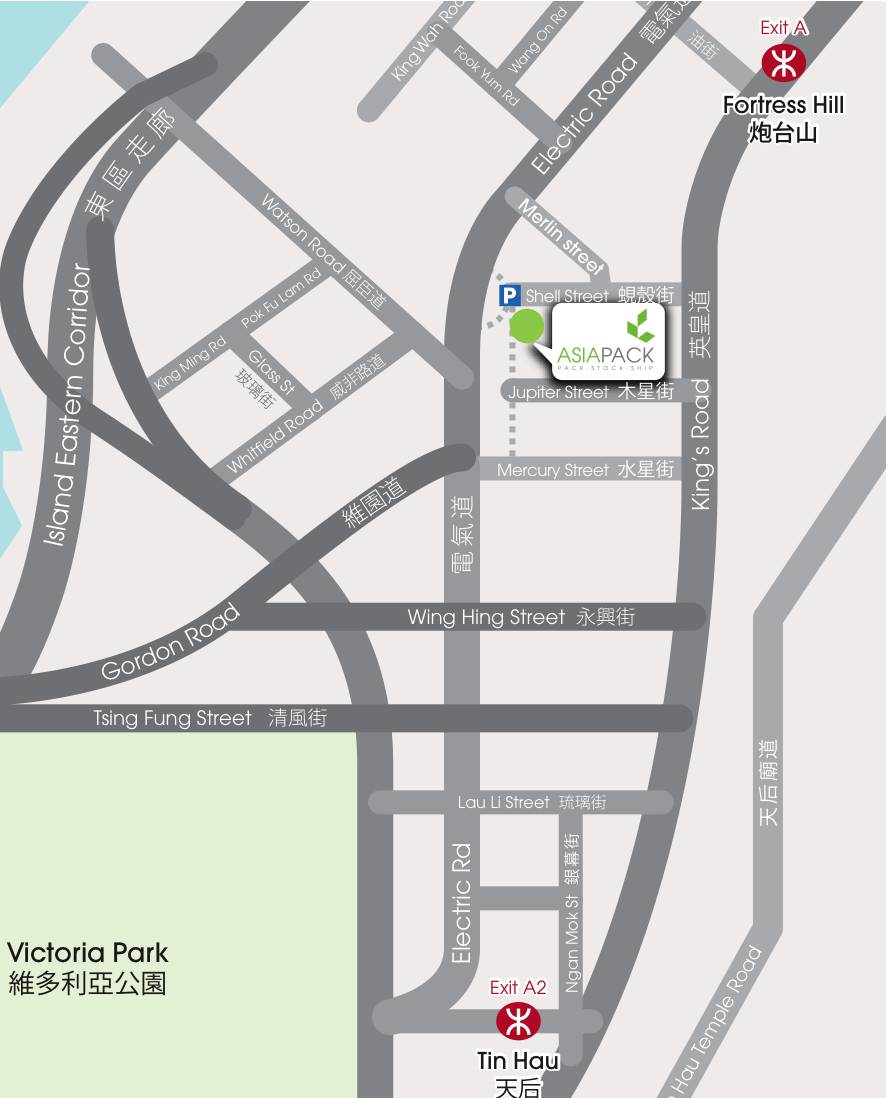 Exit A
Fortress Hill
炮台山
油街
電氣道
Electric Road
King Wah Road
Fook Yum Rd
Wang On Rd
東區走廊
Island Eastern Corridor
Watson Road 屈臣道
Merlin street
P
Shell Street 蜆殼街
ASIAPACK
PACK·STOCK·SHIP
Pok Fu Lam Rd
King Ming Rd
Glass St
玻璃街
Whitfield Road 威非路道
Jupiter Street 木星街
英皇道
King's Road
Mercury Street 水星街
維園道
Gordon Road
電氣道
Wing Hing Street 永興街
Tsing Fung Street 清風街
天后廟道
Lau Li Street 琉璃街
Electric Rd
Ngan Mok St 銀幕街
Victoria Park
維多利亞公園
Exit A2
Tin Hau
天后
Hau Temple Road